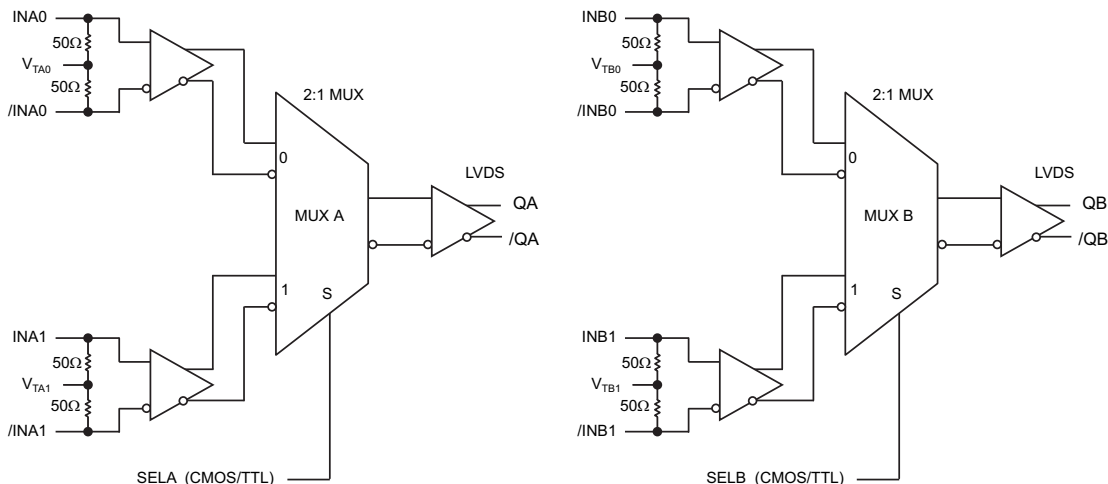 INA0
50Ω
VTA0
50Ω
/INA0
2:1 MUX
0
LVDS
MUX A
QA
/QA
1
S
INA1
50Ω
VTA1
50Ω
/INA1
SELA (CMOS/TTL)
INB0
50Ω
VTB0
50Ω
/INB0
2:1 MUX
0
LVDS
MUX B
QB
/QB
1
S
INB1
50Ω
VTB1
50Ω
/INB1
SELB (CMOS/TTL)